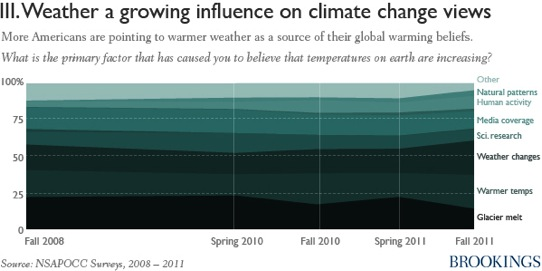 III. Weather a growing influence on climate change views
More Americans are pointing to warmer weather as a source of their global warming beliefs.
What is the primary factor that has caused you to believe that temperatures on earth are increasing?
100%
75
50
25
0
Other
Natural patterns
Human activity
Media coverage
Sci. research
Weather changes
Warmer temps
Glacier melt
Fall 2008
Spring 2010
Fall 2010
Spring 2011
Fall 2011
Source: NSAPOCC Surveys, 2008 – 2011
BROOKINGS